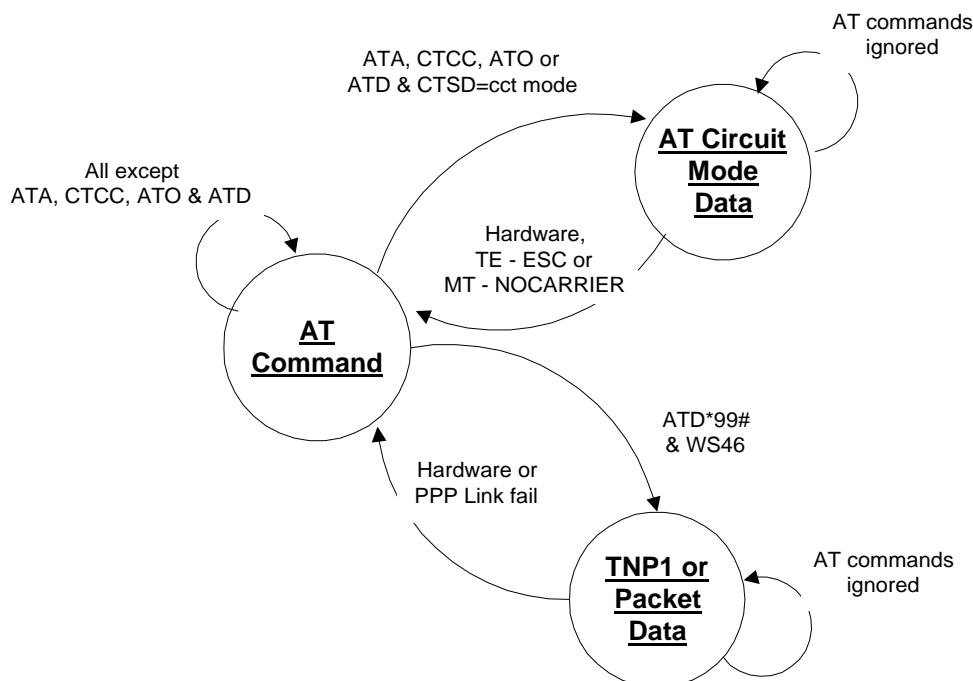 AT commands
ignored
ATA, CTCC, ATO or
ATD & CTSD=cct mode
AT Circuit
Mode
Data
All except
ATA, CTCC, ATO & ATD
Hardware,
TE - ESC or
MT - NOCARRIER
AT
Command
ATD*99#
& WS46
Hardware or
PPP Link fail
TNP1 or
Packet
Data
AT commands
ignored